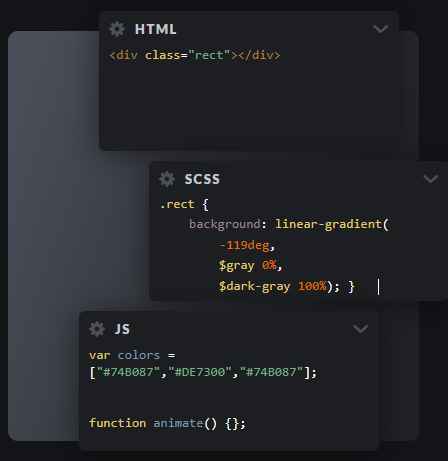 HTML
<div class="rect"></div>
SCSS
.rect {
background: linear-gradient(
-119deg,
$gray 0%,
$dark-gray 100%); }
JS
var colors =
["#74B087","#DE7300","#74B087"];
function animate() {};